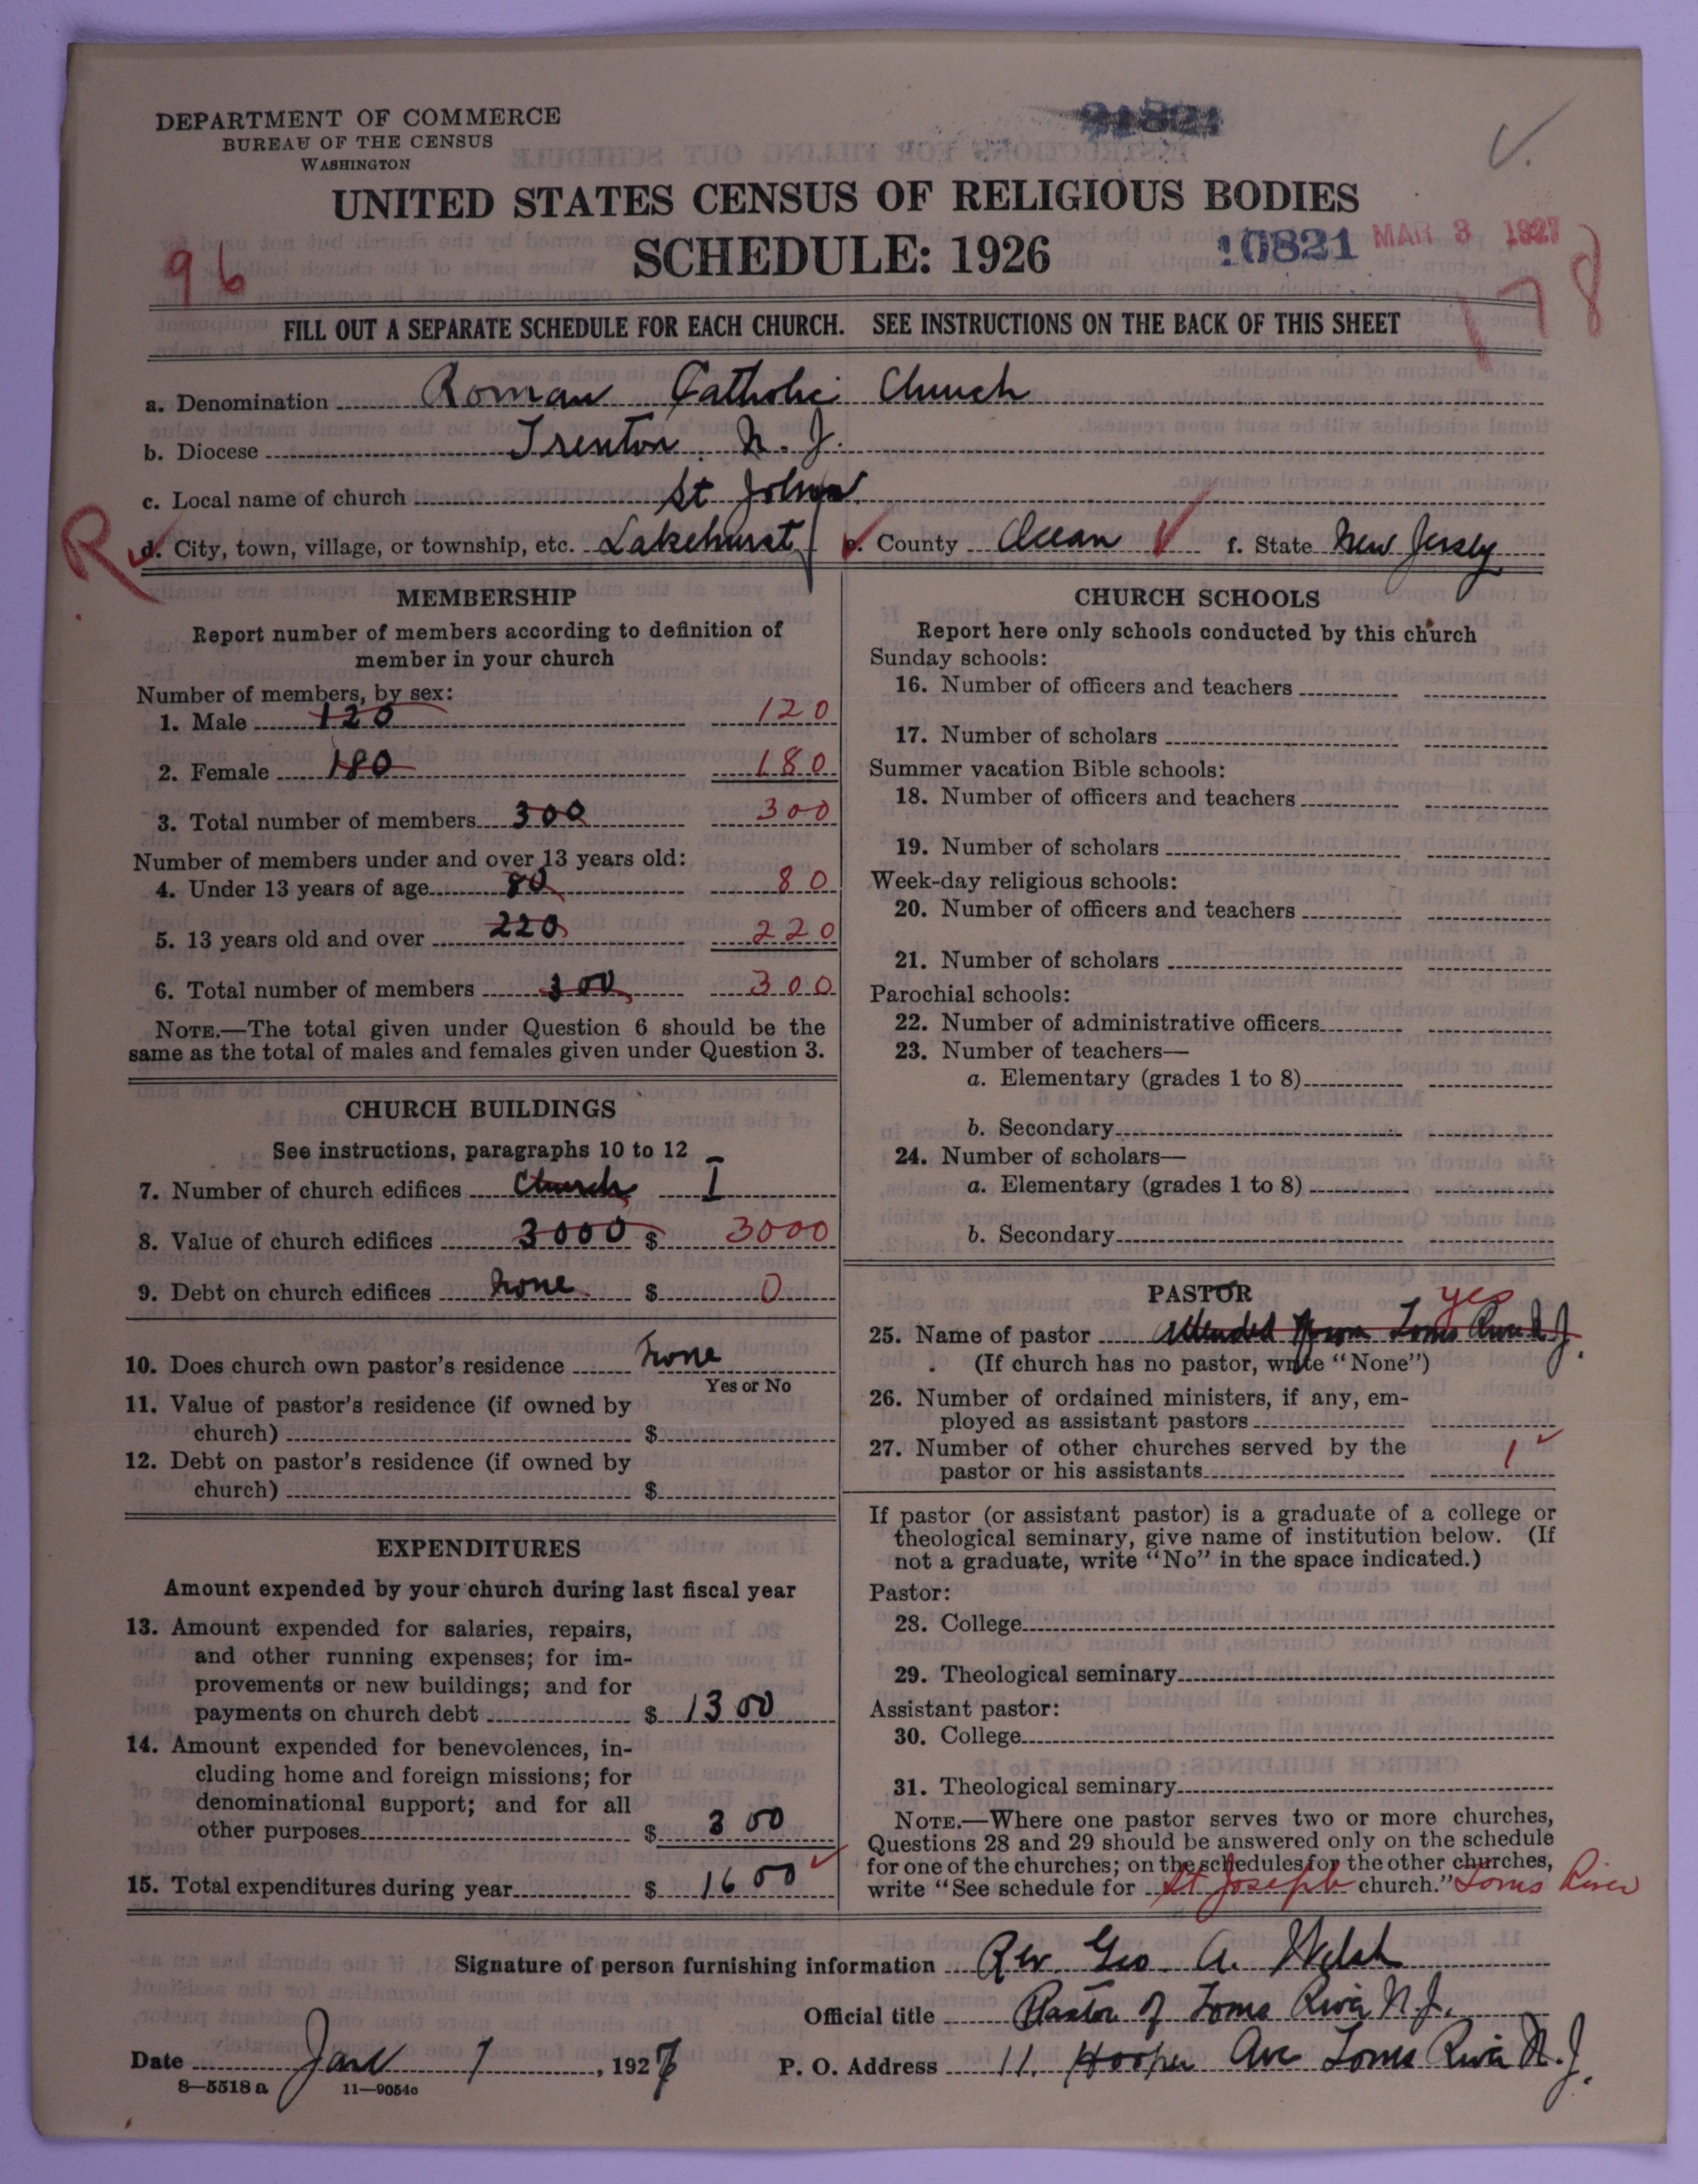 DEPARTMENT OF COMMERCE
BUREAU OF THE CENSUS
WASHINGTON
UNITED STATES CENSUS OF RELIGIOUS BODIES
SCHEDULE: 1926
10821
MAR 3 1927
96
178
FILL OUT A SEPARATE SCHEDULE FOR EACH CHURCH. SEE INSTRUCTIONS ON THE BACK OF THIS SHEET
a. Denomination Roman Catholic Church
b. Diocese Trenton. N. J.
c. Local name of church St Johns
R d. City, town, village, or township, etc. Lakehurst e. County Ocean f. State New Jersey
MEMBERSHIP
Report number of members according to definition of
member in your church
Number of members, by sex:
1. Male 120 120
2. Female 180 180
3. Total number of members 300 300
Number of members under and over 13 years old:
4. Under 13 years of age 80 80
5. 13 years old and over 220 220
6. Total number of members 300 300
NOTE.—The total given under Question 6 should be the
same as the total of males and females given under Question 3.
CHURCH BUILDINGS
See instructions, paragraphs 10 to 12
7. Number of church edifices Church I
8. Value of church edifices 3000 $ 3000
9. Debt on church edifices none $ 0
10. Does church own pastor's residence none
Yes or No
11. Value of pastor's residence (if owned by
church) $
12. Debt on pastor's residence (if owned by
church) $
EXPENDITURES
Amount expended by your church during last fiscal year
13. Amount expended for salaries, repairs,
and other running expenses; for im-
provements or new buildings; and for
payments on church debt $ 1300
14. Amount expended for benevolences, in-
cluding home and foreign missions; for
denominational support; and for all
other purposes $ 300
15. Total expenditures during year $ 1600
CHURCH SCHOOLS
Report here only schools conducted by this church
Sunday schools:
16. Number of officers and teachers
17. Number of scholars
Summer vacation Bible schools:
18. Number of officers and teachers
19. Number of scholars
Week-day religious schools:
20. Number of officers and teachers
21. Number of scholars
Parochial schools:
22. Number of administrative officers
23. Number of teachers—
a. Elementary (grades 1 to 8)
b. Secondary
24. Number of scholars—
a. Elementary (grades 1 to 8)
b. Secondary
PASTOR
yes
25. Name of pastor attended from Toms River N. J.
(If church has no pastor, write "None")
26. Number of ordained ministers, if any, em-
ployed as assistant pastors
27. Number of other churches served by the
pastor or his assistants 1
If pastor (or assistant pastor) is a graduate of a college or
theological seminary, give name of institution below. (If
not a graduate, write "No" in the space indicated.)
Pastor:
28. College
29. Theological seminary
Assistant pastor:
30. College
31. Theological seminary
NOTE.—Where one pastor serves two or more churches,
Questions 28 and 29 should be answered only on the schedule
for one of the churches; on the schedules for the other churches,
write "See schedule for St Joseph church." Toms River
Signature of person furnishing information Rev. Geo A. Welsh
Official title Pastor of Toms River N. J.
Date Jan 7, 1927 P. O. Address 11. Hooper Ave Toms River N. J.
8—5518a 11—9054c